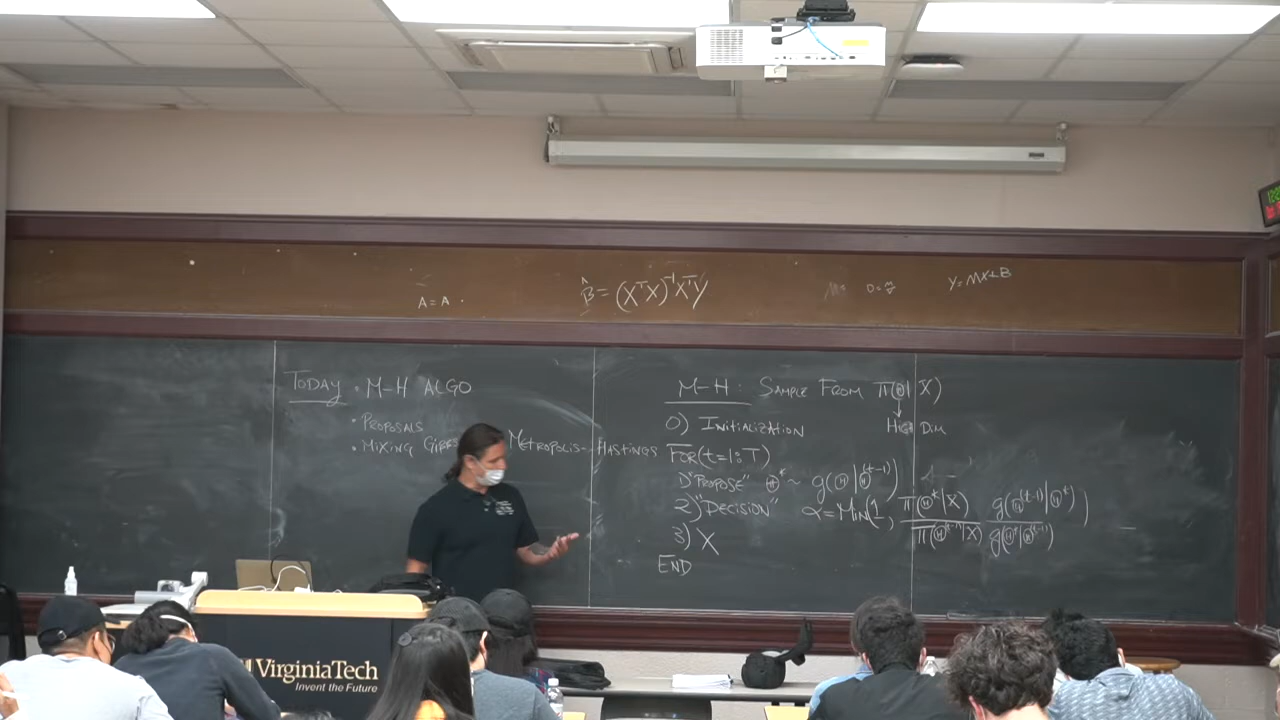 A = A .
β̂ = (XᵀX)⁻¹XᵀY
Y = MX+B
TODAY • M-H ALGO
• PROPOSALS
• MIXING
METROPOLIS-HASTINGS
M-H: SAMPLE FROM π(Θ|X)
HIGH DIM
0) INITIALIZATION
FOR(t=1:T)
1) "PROPOSE" Θ* ~ g(Θ|Θ^(t-1))
2) "DECISION" α = MIN(1, π(Θ*|X) / π(Θ^(t-1)|X) g(Θ^(t-1)|Θ*) / g(Θ*|Θ^(t-1)))
3) X
END
VirginiaTech
Invent the Future